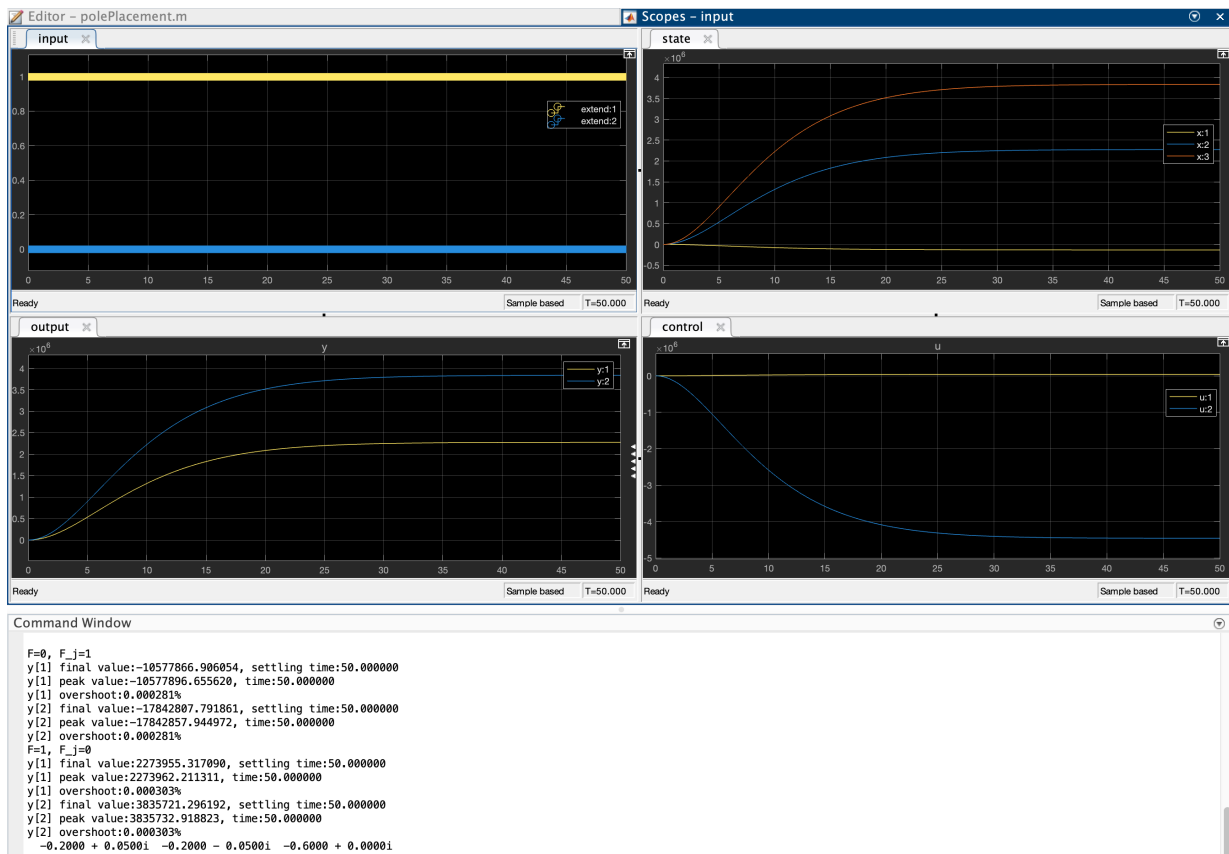 Editor - polePlacement.m
Scopes - input
input
1
0.8
0.6
0.4
0.2
0
extend:1
extend:2
0 5 10 15 20 25 30 35 40 45 50
Ready Sample based T=50.000
state
×10^6
4
3.5
3
2.5
2
1.5
1
0.5
0
-0.5
x:1
x:2
x:3
0 5 10 15 20 25 30 35 40 45 50
Ready Sample based T=50.000
output
×10^6
y
4
3.5
3
2.5
2
1.5
1
0.5
0
y:1
y:2
0 5 10 15 20 25 30 35 40 45 50
Ready Sample based T=50.000
control
×10^6
u
0
-1
-2
-3
-4
-5
u:1
u:2
0 5 10 15 20 25 30 35 40 45 50
Ready Sample based T=50.000
Command Window
F=0, F_j=1
y[1] final value:-10577866.906054, settling time:50.000000
y[1] peak value:-10577896.655620, time:50.000000
y[1] overshoot:0.000281%
y[2] final value:-17842807.791861, settling time:50.000000
y[2] peak value:-17842857.944972, time:50.000000
y[2] overshoot:0.000281%
F=1, F_j=0
y[1] final value:2273955.317090, settling time:50.000000
y[1] peak value:2273962.211311, time:50.000000
y[1] overshoot:0.000303%
y[2] final value:3835721.296192, settling time:50.000000
y[2] peak value:3835732.918823, time:50.000000
y[2] overshoot:0.000303%
-0.2000 + 0.0500i -0.2000 - 0.0500i -0.6000 + 0.0000i